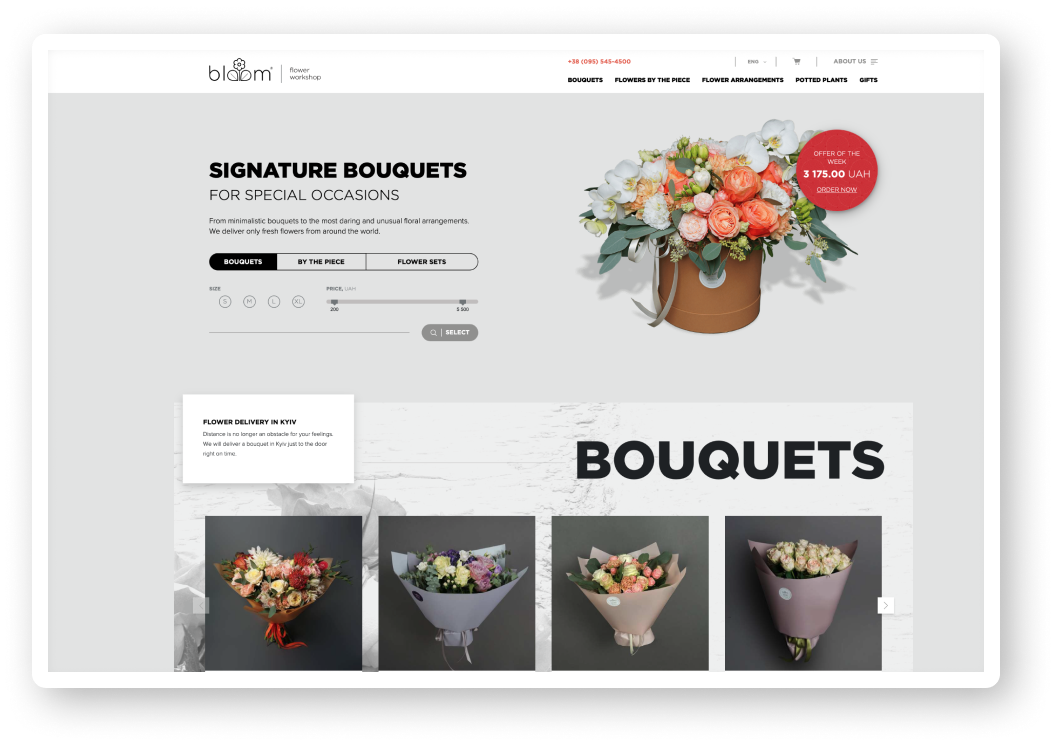 bloom
flower
workshop
+38 (095) 545-4500
ENG
ABOUT US
BOUQUETS FLOWERS BY THE PIECE FLOWER ARRANGEMENTS POTTED PLANTS GIFTS
SIGNATURE BOUQUETS
FOR SPECIAL OCCASIONS
From minimalistic bouquets to the most daring and unusual floral arrangements.
We deliver only fresh flowers from around the world.
BOUQUETS BY THE PIECE FLOWER SETS
SIZE PRICE, UAH
S M L XL
200 5 500
SELECT
OFFER OF THE
WEEK
3 175.00 UAH
ORDER NOW
FLOWER DELIVERY IN KYIV
Distance is no longer an obstacle for your feelings.
We will deliver a bouquet in Kyiv just to the door
right on time.
BOUQUETS